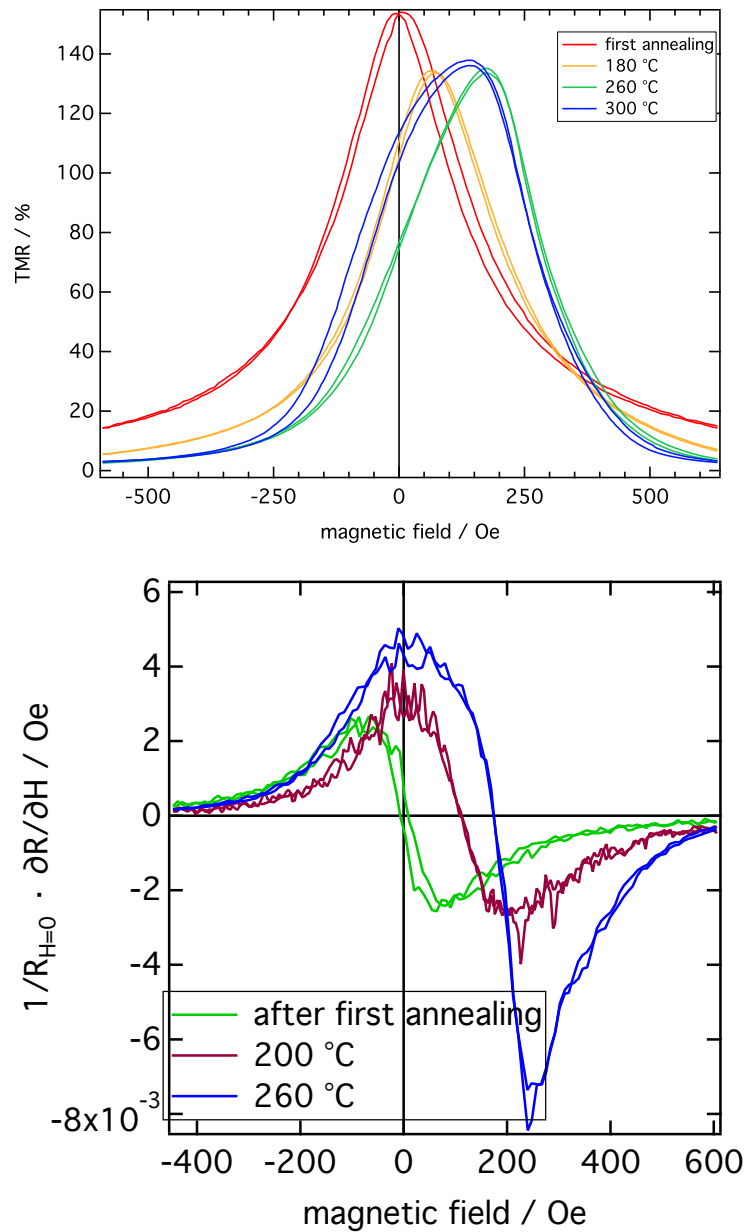 140
120
100
80
60
40
20
0
TMR / %
first annealing
180 °C
260 °C
300 °C
-500
-250
0
250
500
magnetic field / Oe
6
4
2
0
-2
-4
-6
-8x10⁻³
1/R_H=0 · ∂R/∂H / Oe
after first annealing
200 °C
260 °C
-400
-200
0
200
400
600
magnetic field / Oe